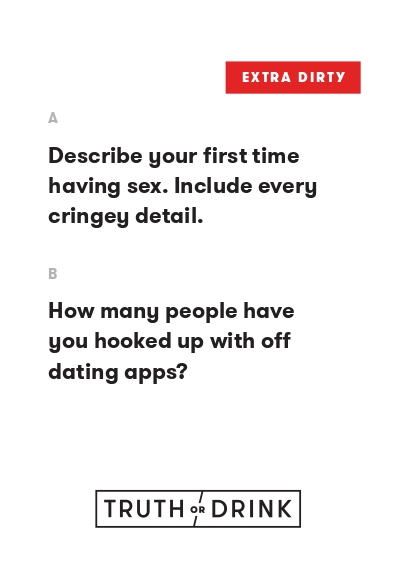 EXTRA DIRTY
A
Describe your first time
having sex. Include every
cringey detail.
B
How many people have
you hooked up with off
dating apps?
TRUTH OR DRINK